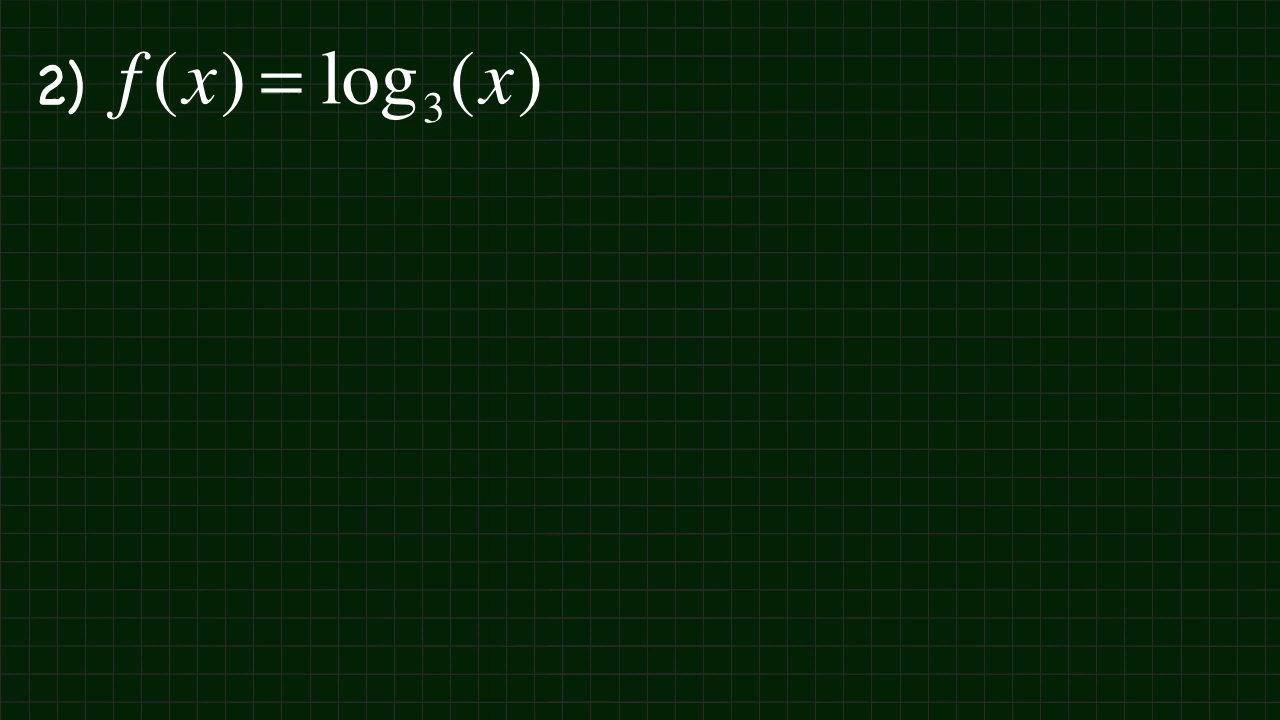 2) f(x) = log₃(x)